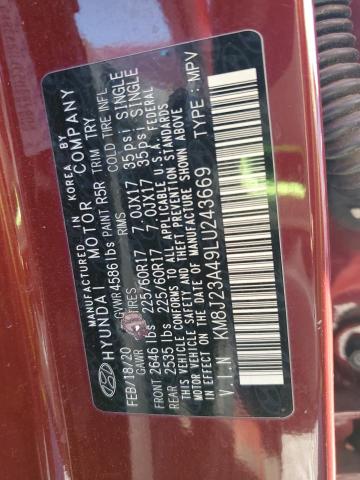 MANUFACTURED IN KOREA BY
HYUNDAI MOTOR COMPANY
FEB/18/20 GVWR 4586 lbs PAINT R5R TRIM TRY
GAWR TIRES RIMS COLD TIRE INFL.
FRONT 2646 lbs 225/60R17 7.0JX17 35psi SINGLE
REAR 2535 lbs 225/60R17 7.0JX17 35psi SINGLE
THIS VEHICLE CONFORMS TO ALL APPLICABLE U.S.A. FEDERAL
MOTOR VEHICLE SAFETY AND THEFT PREVENTION STANDARDS
IN EFFECT ON THE DATE OF MANUFACTURE SHOWN ABOVE.
V.I.N KM8J23A49LU243669 TYPE : MPV